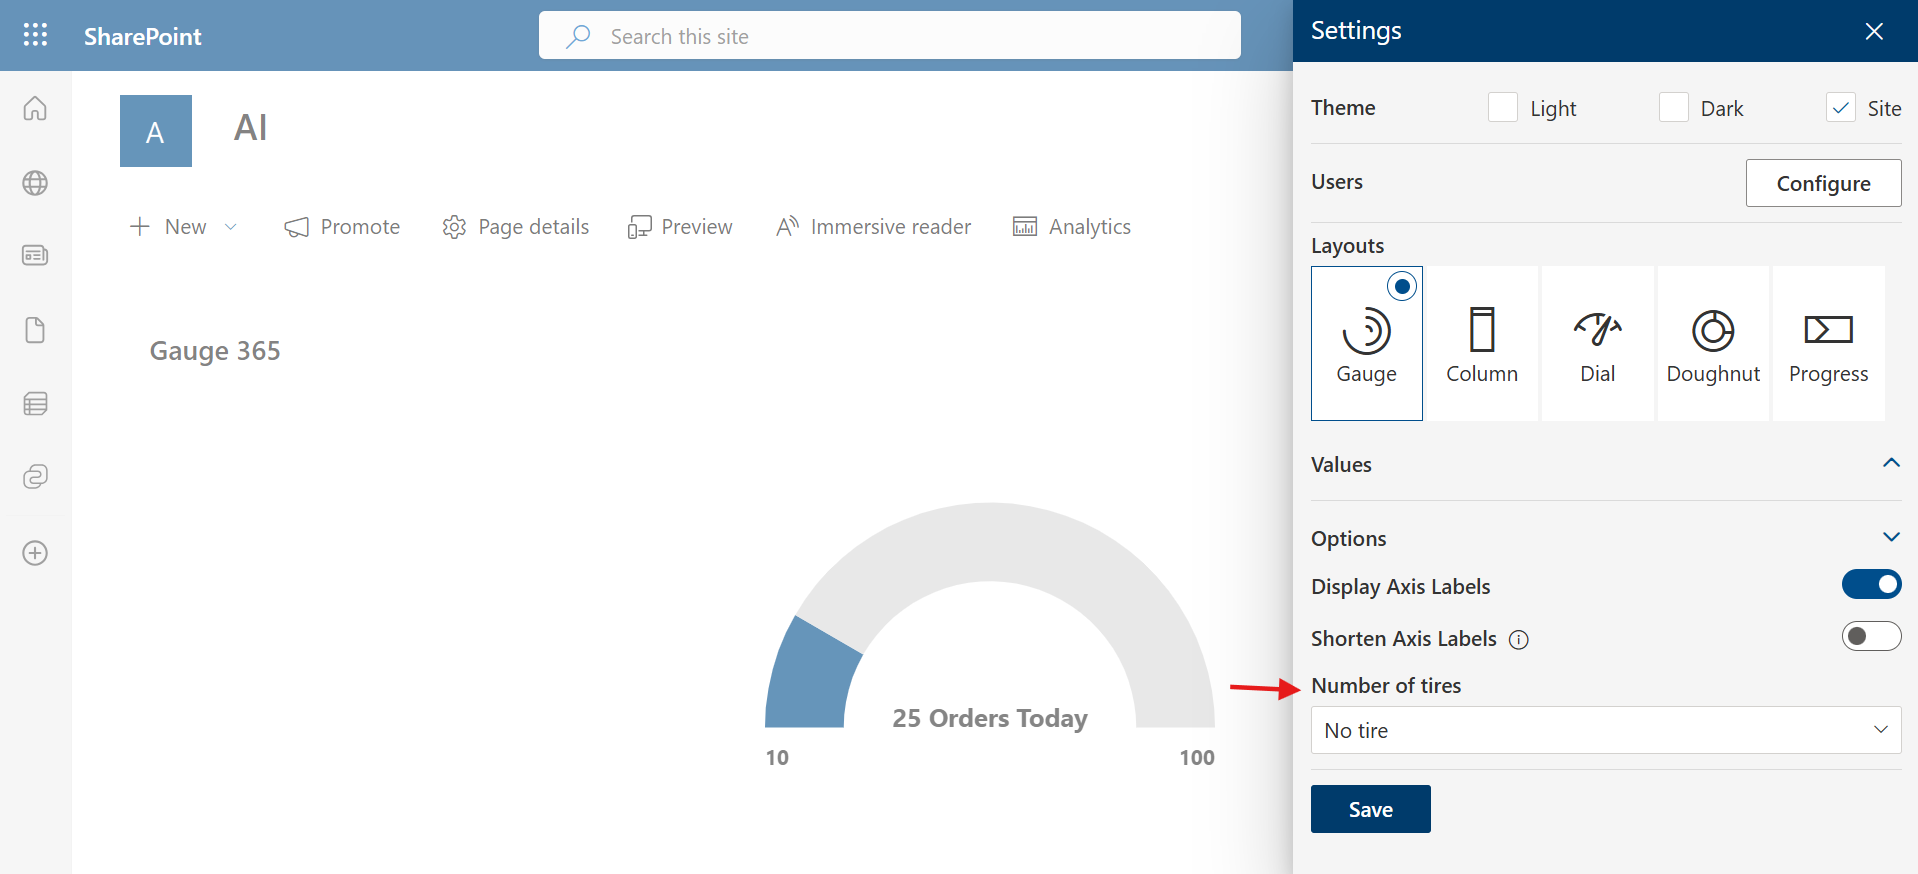 SharePoint
Search this site
A
AI
New
Promote
Page details
Preview
Immersive reader
Analytics
Gauge 365
25 Orders Today
10
100
Settings
Theme
Light
Dark
Site
Users
Configure
Layouts
Gauge
Column
Dial
Doughnut
Progress
Values
Options
Display Axis Labels
Shorten Axis Labels
Number of tires
No tire
Save